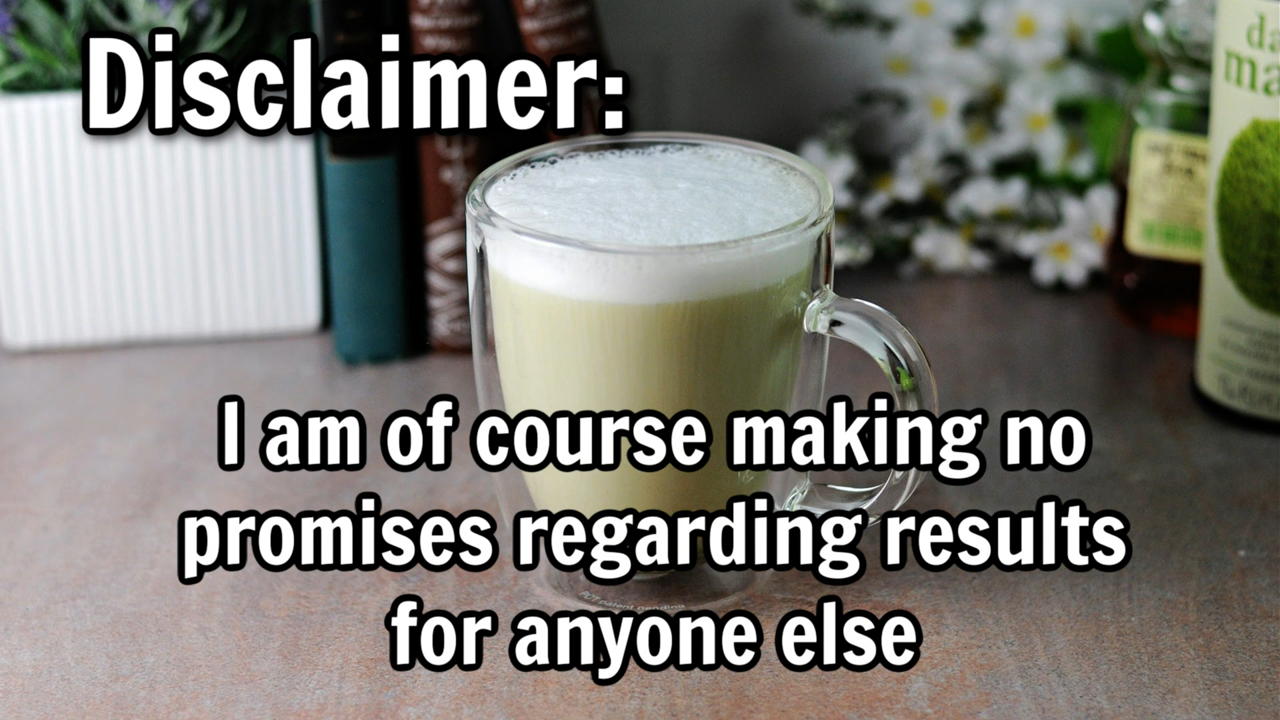 Disclaimer:
I am of course making no
promises regarding results
for anyone else